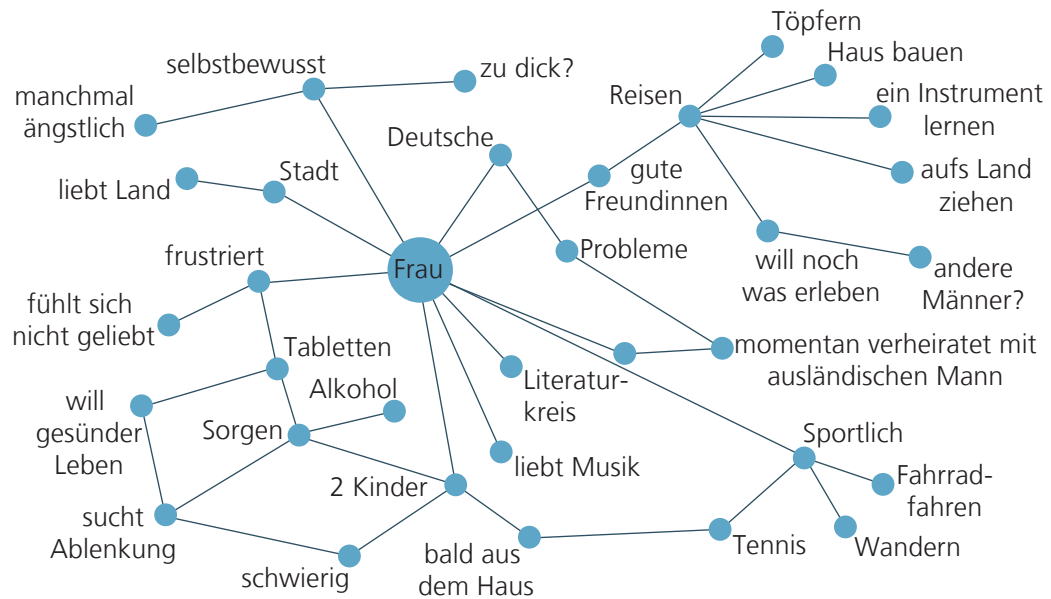 Töpfern
Haus bauen
selbstbewusst
zu dick?
manchmal
ängstlich
Reisen
ein Instrument
lernen
Deutsche
Stadt
liebt Land
gute
Freundinnen
aufs Land
ziehen
frustriert
Frau
Probleme
will noch
was erleben
andere
Männer?
fühlt sich
nicht geliebt
Tabletten
momentan verheiratet mit
ausländischen Mann
Alkohol
Literatur-
kreis
will
gesünder
Leben
Sorgen
Sportlich
liebt Musik
2 Kinder
Fahrrad-
fahren
sucht
Ablenkung
schwierig
bald aus
dem Haus
Tennis
Wandern